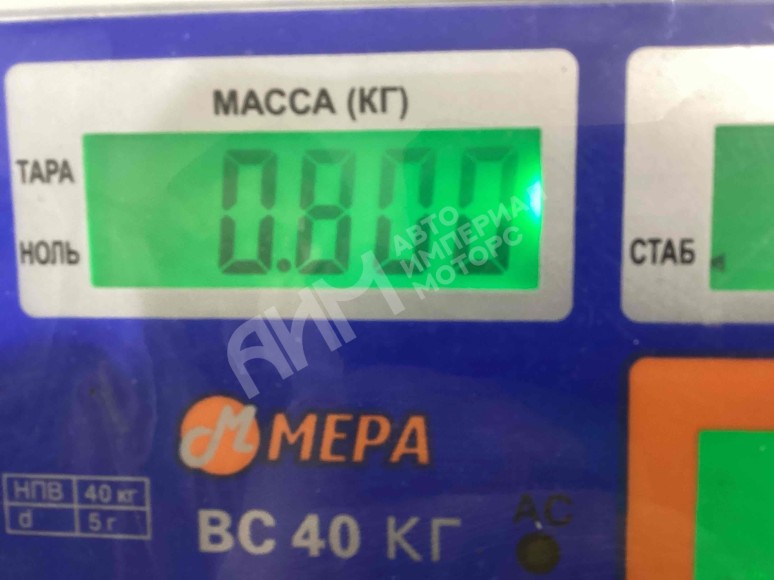 МАССА (КГ)
ТАРА
0.800
НОЛЬ
СТАБ
АИМ АВТО
ИМПЕРИАЛ
МОТОРС
М МЕРА
НПВ 40 кг
d 5 г
ВС 40 КГ
AC